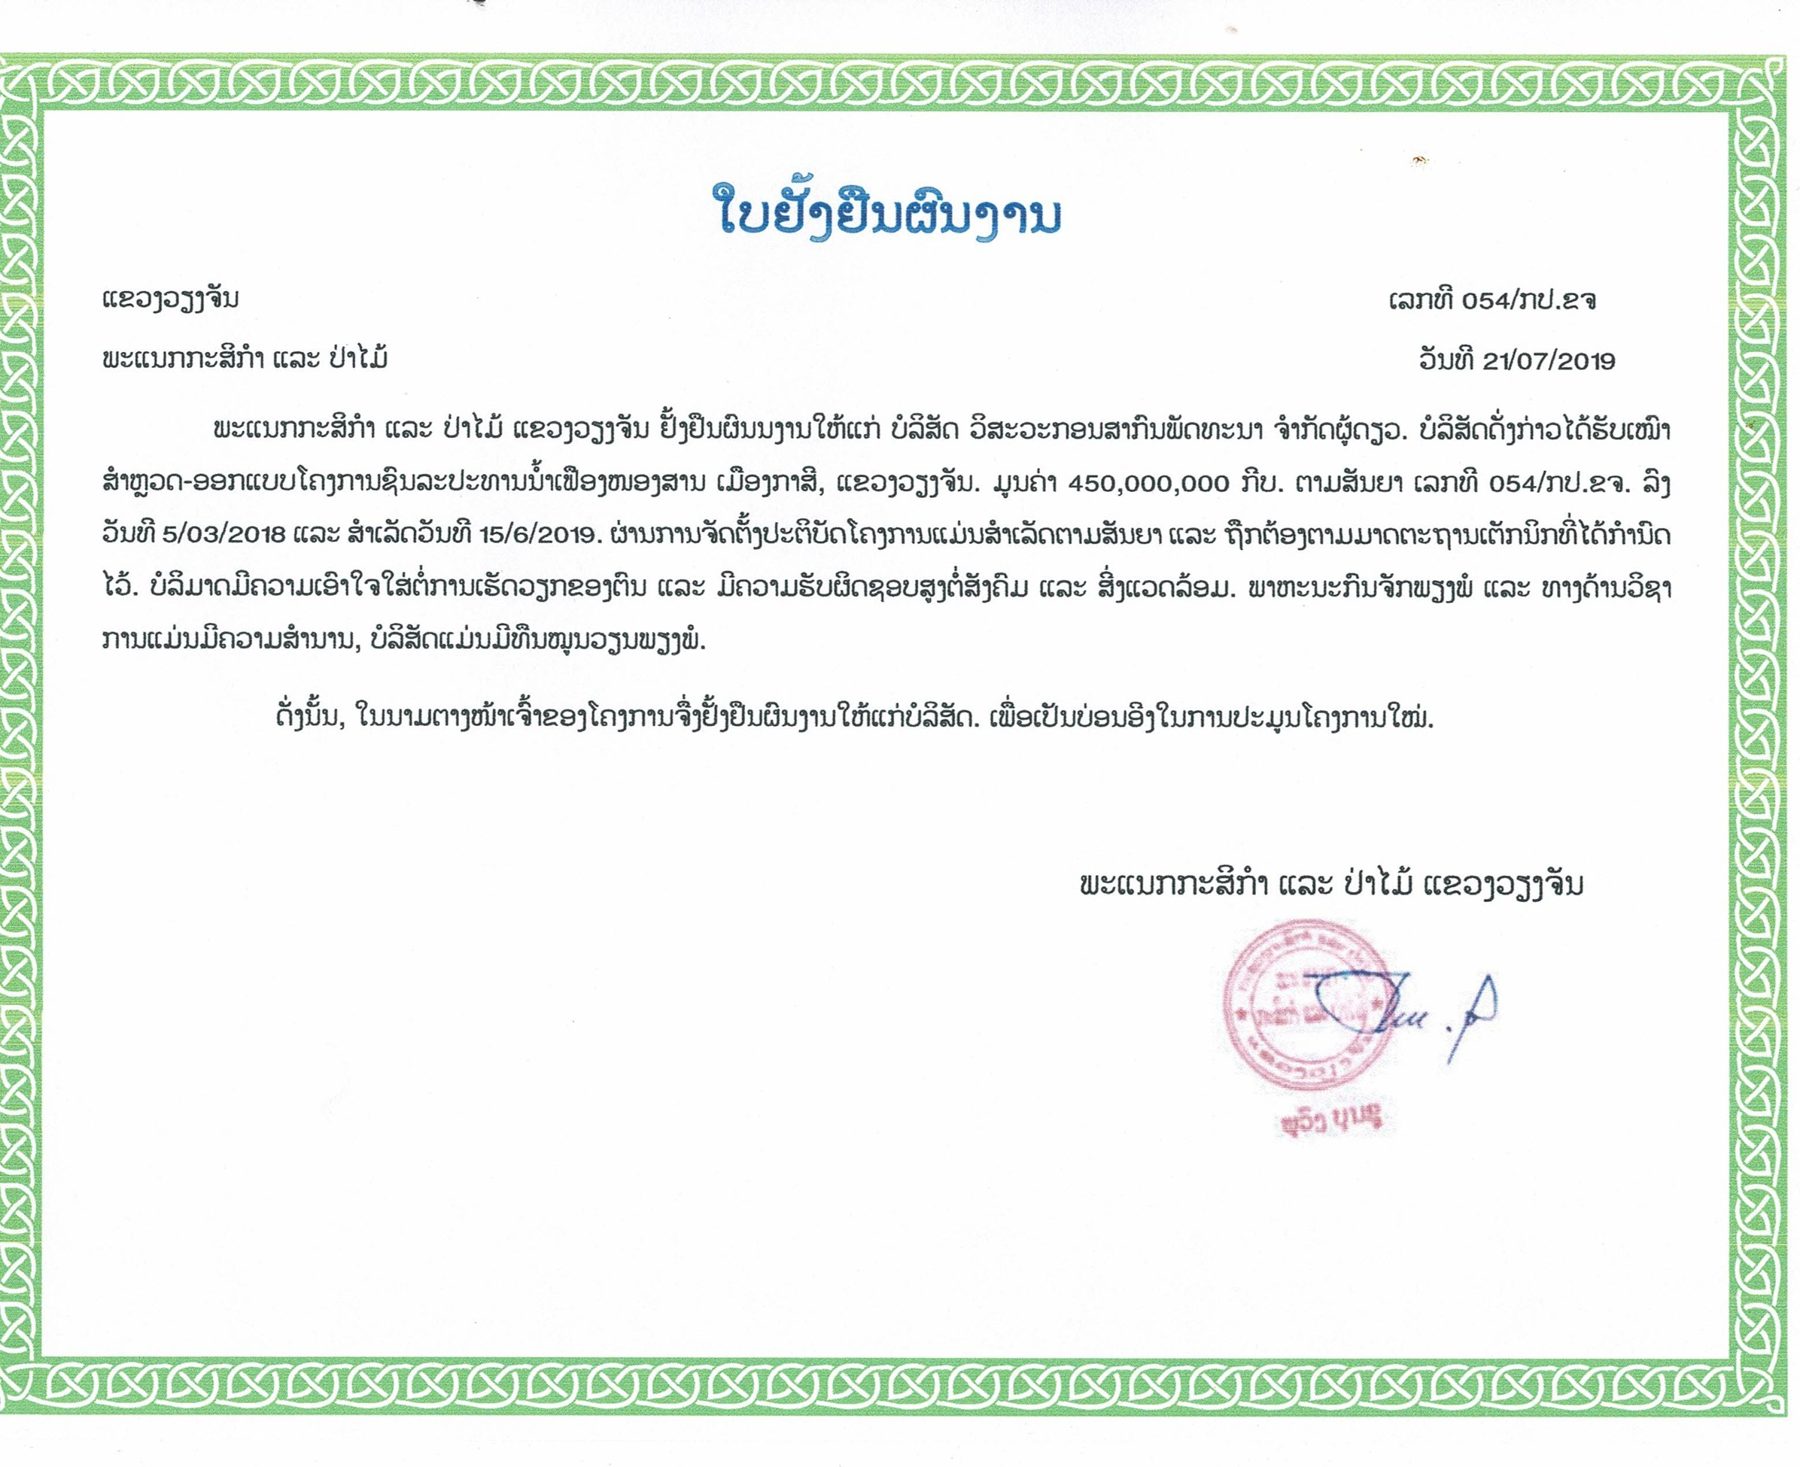 ໃບຢັ້ງຢືນຜົນງານ
ແຂວງວຽງຈັນ
ເລກທີ 054/ກປ.ຂຈ
ພະແນກກະສິກຳ ແລະ ປ່າໄມ້
ວັນທີ 21/07/2019
ພະແນກກະສິກຳ ແລະ ປ່າໄມ້ ແຂວງວຽງຈັນ ຢັ້ງຢືນຜົນນງານໃຫ້ແກ່ ບໍລິສັດ ວິສະວະກອນສາກົນພັດທະນາ ຈຳກັດຜູ້ດຽວ. ບໍລິສັດດັ່ງກ່າວໄດ້ຮັບເໝົາ
ສຳຫຼວດ-ອອກແບບໂຄງການຊົນລະປະທານນ້ຳເຟືອງໜອງສານ ເມືອງກາສີ, ແຂວງວຽງຈັນ. ມູນຄ່າ 450,000,000 ກີບ. ຕາມສັນຍາ ເລກທີ 054/ກປ.ຂຈ. ລົງ
ວັນທີ 5/03/2018 ແລະ ສຳເລັດວັນທີ 15/6/2019. ຜ່ານການຈັດຕັ້ງປະຕິບັດໂຄງການແມ່ນສຳເລັດຕາມສັນຍາ ແລະ ຖືກຕ້ອງຕາມມາດຕະຖານເຕັກນິກທີ່ໄດ້ກຳນົດ
ໄວ້. ບໍລິມາດມີຄວາມເອົາໃຈໃສ່ຕໍ່ການເຮັດວຽກຂອງຕົນ ແລະ ມີຄວາມຮັບຜິດຊອບສູງຕໍ່ສັງຄົມ ແລະ ສິ່ງແວດລ້ອມ. ພາຫະນະກົນຈັກພຽງພໍ ແລະ ທາງດ້ານວິຊາ
ການແມ່ນມີຄວາມສຳນານ, ບໍລິສັດແມ່ນມີທືນໝູນວຽນພຽງພໍ.
ດັ່ງນັ້ນ, ໃນນາມຕາງໜ້າເຈົ້າຂອງໂຄງການຈື່ງຢັ້ງຢືນຜົນງານໃຫ້ແກ່ບໍລິສັດ. ເພື່ອເປັນບ່ອນອີງໃນການປະມູນໂຄງການໃໝ່.
ພະແນກກະສິກຳ ແລະ ປ່າໄມ້ ແຂວງວຽງຈັນ
ພູວົງ ບຸນຊູ